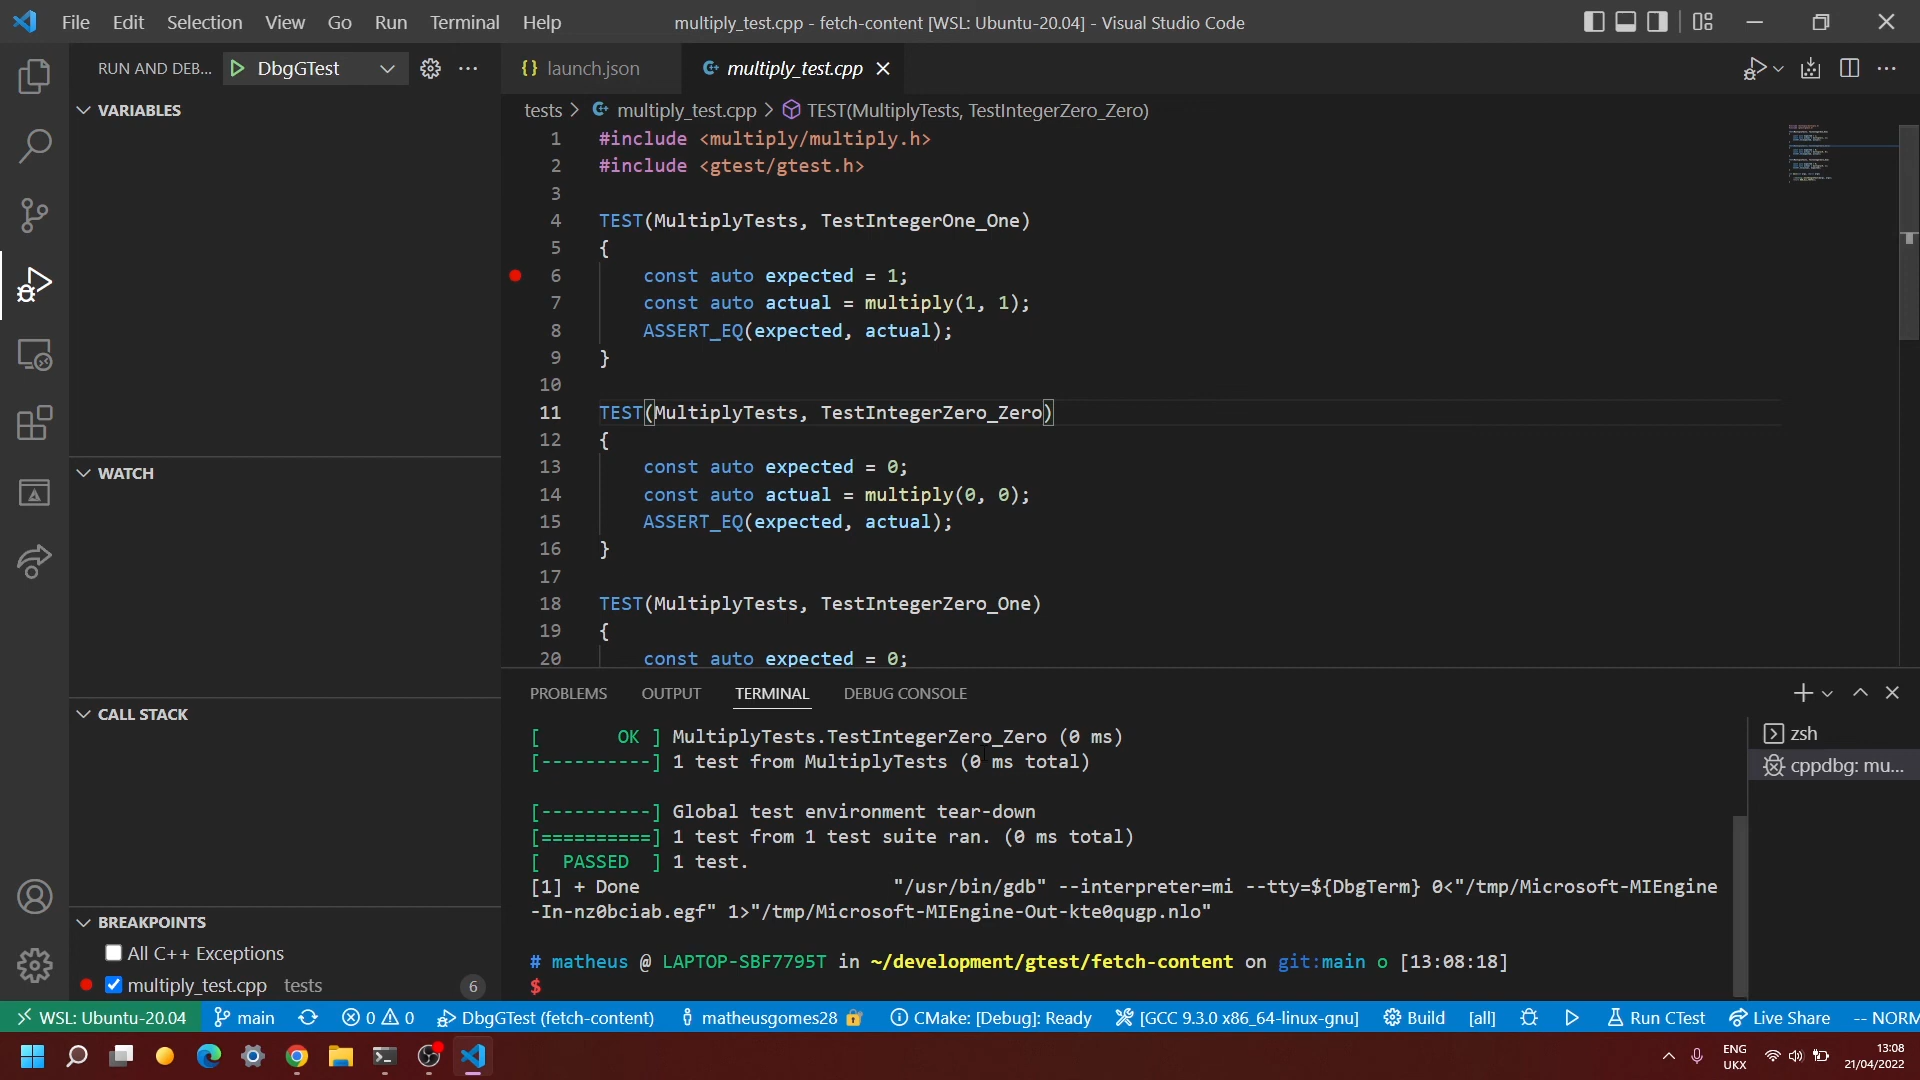 File Edit Selection View Go Run Terminal Help
multiply_test.cpp - fetch-content [WSL: Ubuntu-20.04] - Visual Studio Code
RUN AND DEB... DbgGTest
{} launch.json
multiply_test.cpp
VARIABLES
tests > multiply_test.cpp > TEST(MultiplyTests, TestIntegerZero_Zero)
1 #include <multiply/multiply.h>
2 #include <gtest/gtest.h>
3
4 TEST(MultiplyTests, TestIntegerOne_One)
5 {
6 const auto expected = 1;
7 const auto actual = multiply(1, 1);
8 ASSERT_EQ(expected, actual);
9 }
10
11 TEST(MultiplyTests, TestIntegerZero_Zero)
12 {
13 const auto expected = 0;
14 const auto actual = multiply(0, 0);
15 ASSERT_EQ(expected, actual);
16 }
17
18 TEST(MultiplyTests, TestIntegerZero_One)
19 {
20 const auto expected = 0;
WATCH
CALL STACK
BREAKPOINTS
All C++ Exceptions
multiply_test.cpp tests 6
PROBLEMS OUTPUT TERMINAL DEBUG CONSOLE
[       OK ] MultiplyTests.TestIntegerZero_Zero (0 ms)
[----------] 1 test from MultiplyTests (0 ms total)
[----------] Global test environment tear-down
[==========] 1 test from 1 test suite ran. (0 ms total)
[  PASSED  ] 1 test.
[1] + Done "/usr/bin/gdb" --interpreter=mi --tty=${DbgTerm} 0<"/tmp/Microsoft-MIEngine
-In-nz0bciab.egf" 1>"/tmp/Microsoft-MIEngine-Out-kte0qugp.nlo"
# matheus @ LAPTOP-SBF7795T in ~/development/gtest/fetch-content on git:main o [13:08:18]
$
zsh
cppdbg: mu...
WSL: Ubuntu-20.04 main 0 0 DbgGTest (fetch-content) matheusgomes28 CMake: [Debug]: Ready [GCC 9.3.0 x86_64-linux-gnu] Build [all] Run CTest Live Share -- NORM
ENG
UKX
13:08
21/04/2022